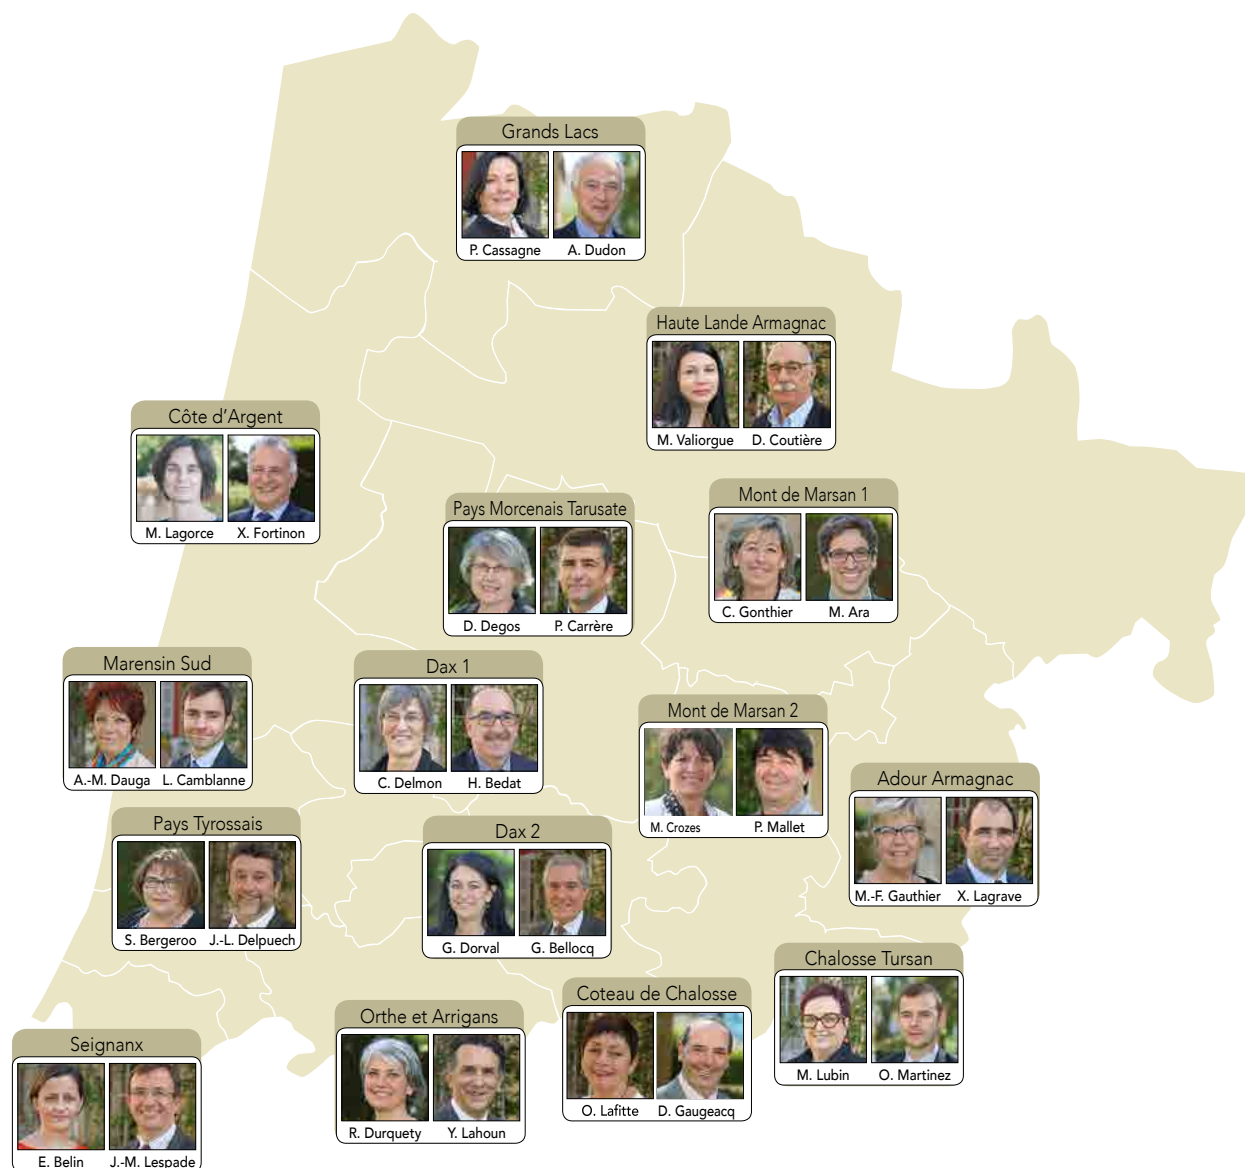 Grands Lacs
P. Cassagne A. Dudon
Haute Lande Armagnac
M. Valiorgue D. Coutière
Côte d'Argent
M. Lagorce X. Fortinon
Mont de Marsan 1
C. Gonthier M. Ara
Pays Morcenais Tarusate
D. Degos P. Carrère
Marensin Sud
A.-M. Dauga L. Camblanne
Dax 1
C. Delmon H. Bedat
Mont de Marsan 2
M. Crozes P. Mallet
Adour Armagnac
M.-F. Gauthier X. Lagrave
Pays Tyrossais
S. Bergeroo J.-L. Delpuech
Dax 2
G. Dorval G. Bellocq
Chalosse Tursan
M. Lubin O. Martinez
Coteau de Chalosse
O. Lafitte D. Gaugeacq
Orthe et Arrigans
R. Durquety Y. Lahoun
Seignanx
E. Belin J.-M. Lespade